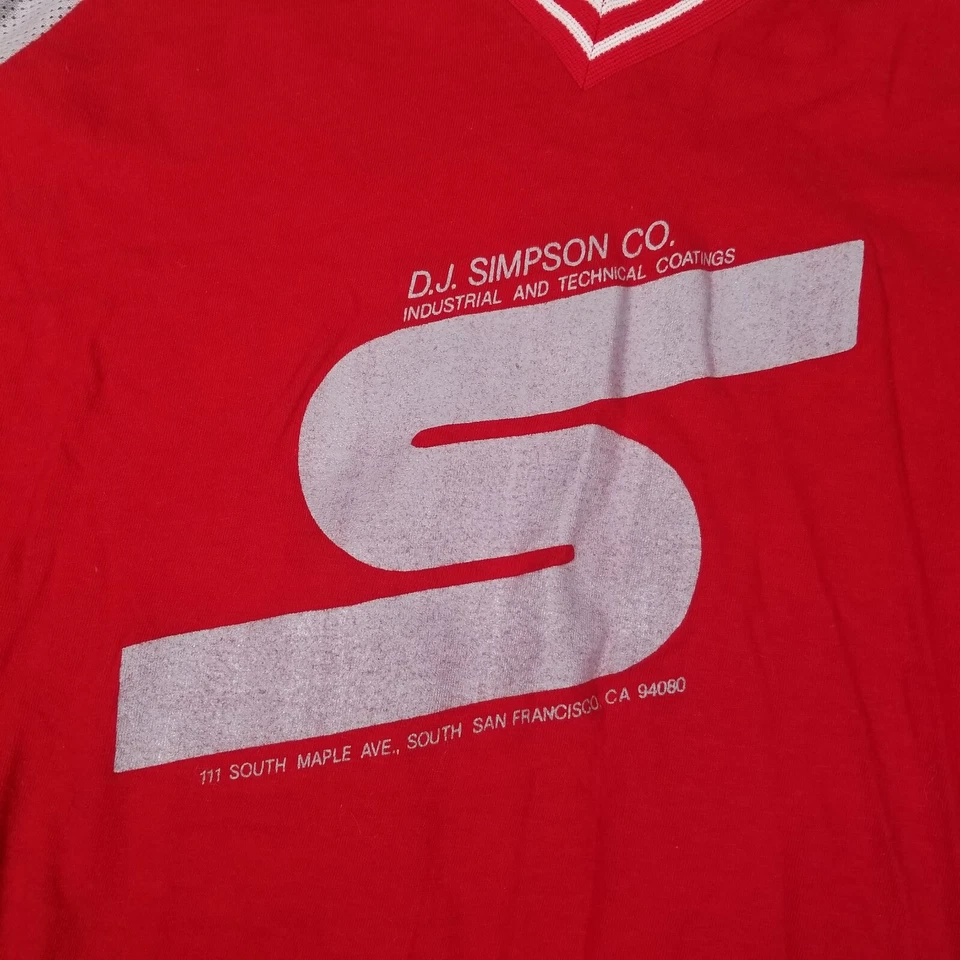 D.J. SIMPSON CO.
INDUSTRIAL AND TECHNICAL COATINGS
S
111 SOUTH MAPLE AVE., SOUTH SAN FRANCISCO, CA 94080